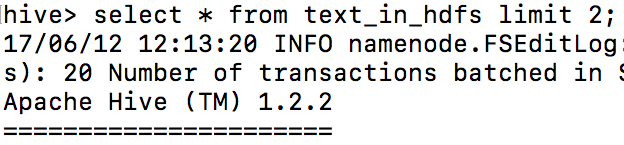 hive> select * from text_in_hdfs limit 2;
17/06/12 12:13:20 INFO namenode.FSEditLog:
s): 20 Number of transactions batched in S
Apache Hive (TM) 1.2.2
======================